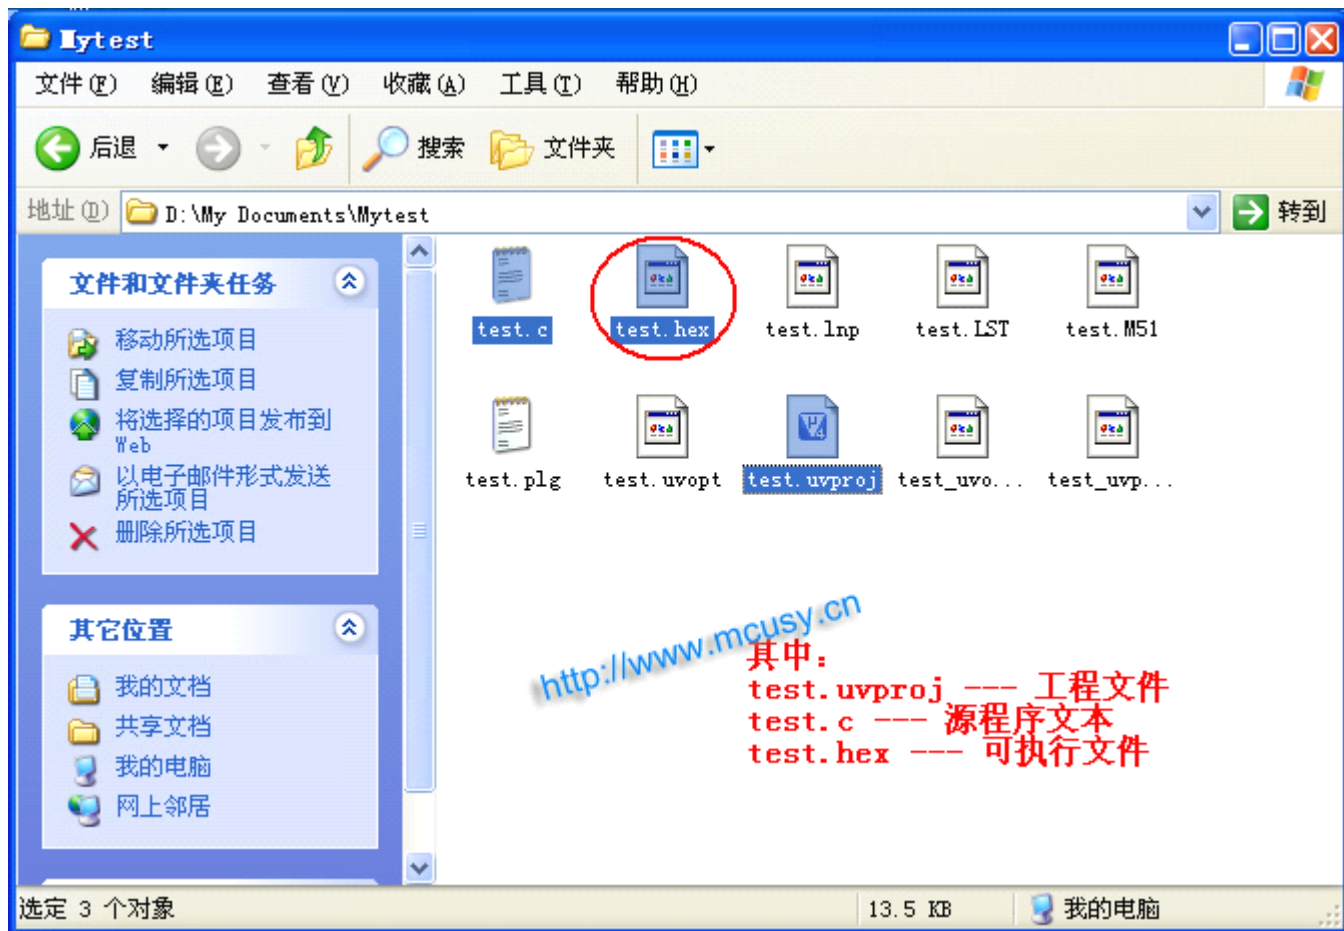 Mytest
文件(F) 编辑(E) 查看(V) 收藏(A) 工具(T) 帮助(H)
后退 搜索 文件夹
地址(D) D:\My Documents\Mytest 转到
文件和文件夹任务
移动所选项目
复制所选项目
将选择的项目发布到
Web
以电子邮件形式发送
所选项目
删除所选项目
其它位置
我的文档
共享文档
我的电脑
网上邻居
test.c test.hex test.lnp test.LST test.M51
test.plg test.uvopt test.uvproj test_uvo... test_uvp...
http://www.mcusy.cn
其中：
test.uvproj --- 工程文件
test.c --- 源程序文本
test.hex --- 可执行文件
选定 3 个对象 13.5 KB 我的电脑